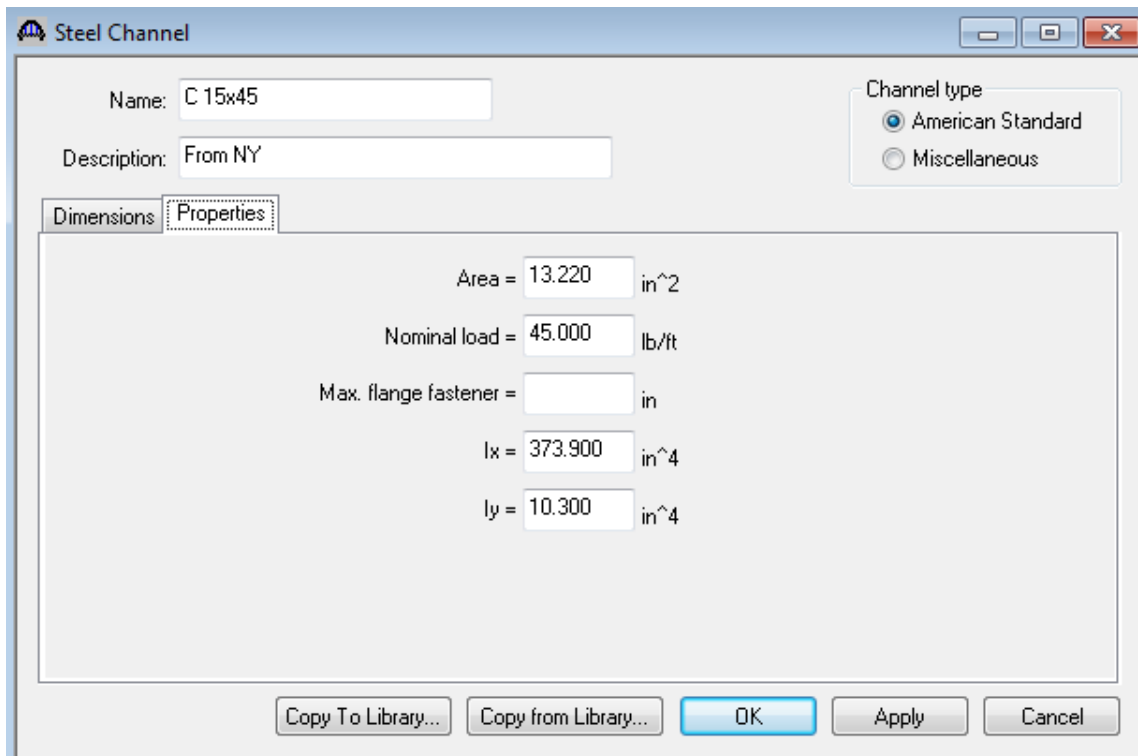 Steel Channel
Name: C 15x45
Channel type
American Standard
Description: From NY
Miscellaneous
Dimensions Properties
Area = 13.220 in^2
Nominal load = 45.000 lb/ft
Max. flange fastener = in
Ix = 373.900 in^4
Iy = 10.300 in^4
Copy To Library... Copy from Library... OK Apply Cancel